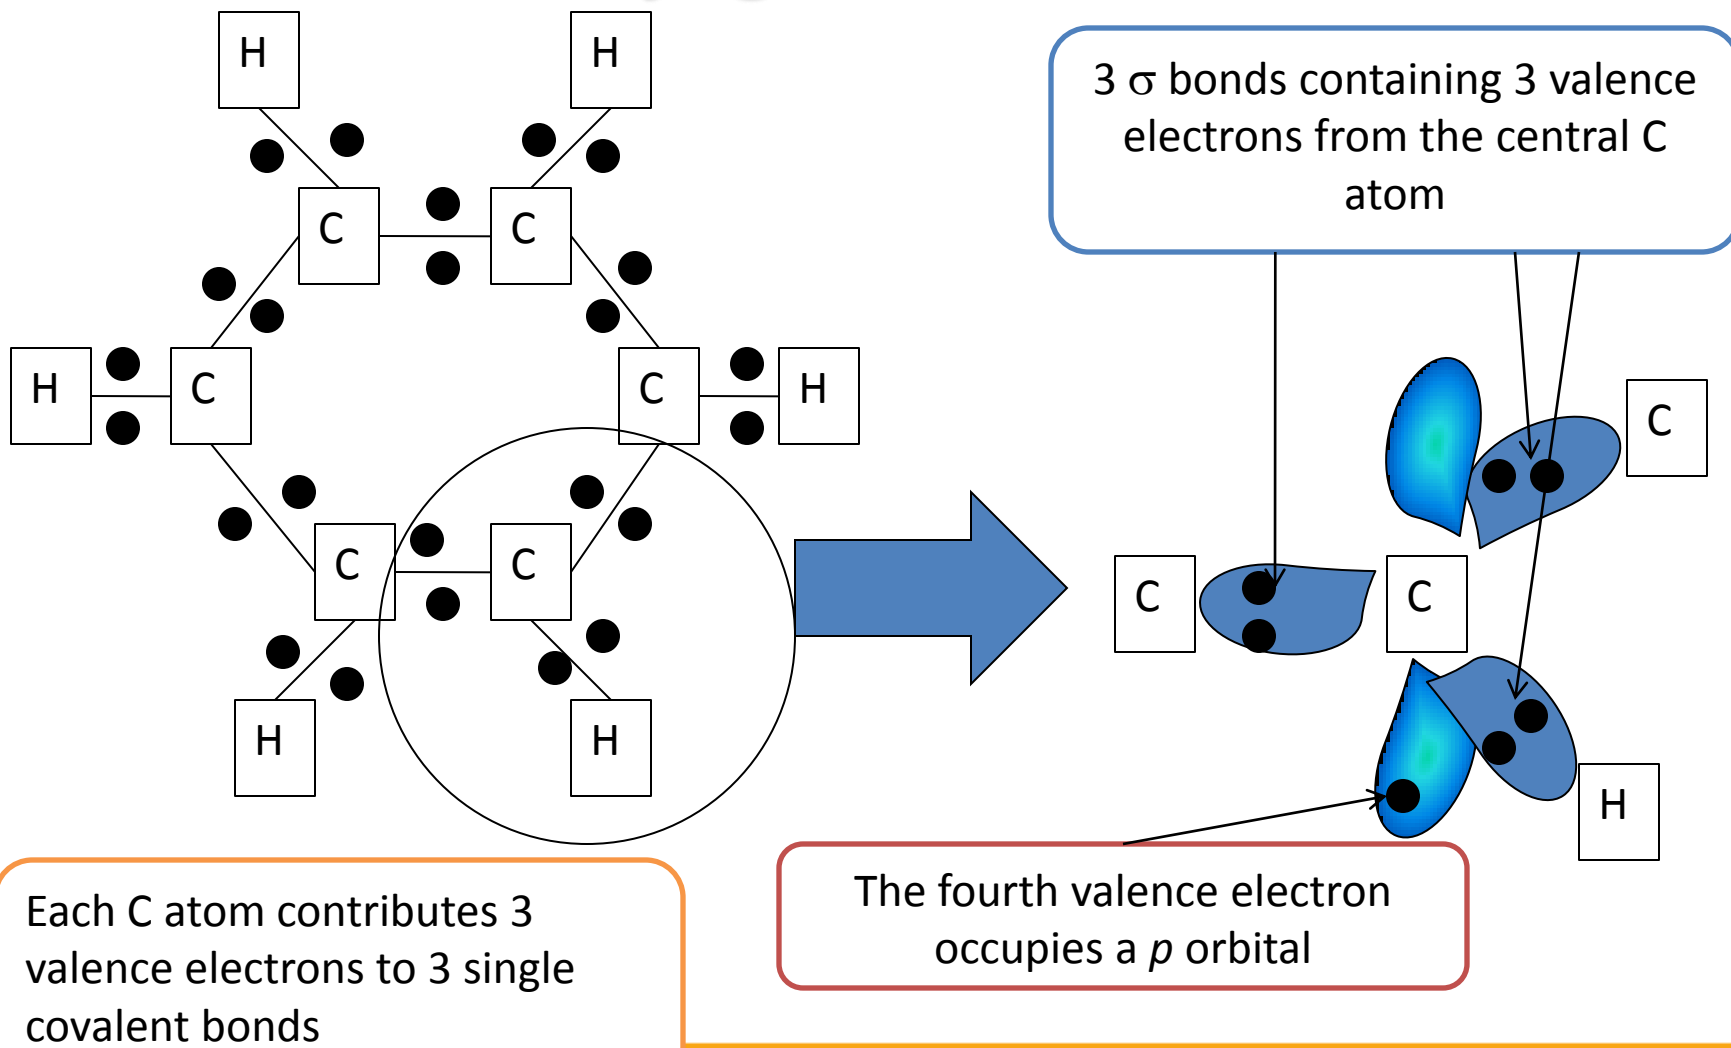 H
H
3 σ bonds containing 3 valence
electrons from the central C
atom
C
C
H
C
C
H
C
C
C
C
C
H
H
H
The fourth valence electron
occupies a p orbital
Each C atom contributes 3
valence electrons to 3 single
covalent bonds